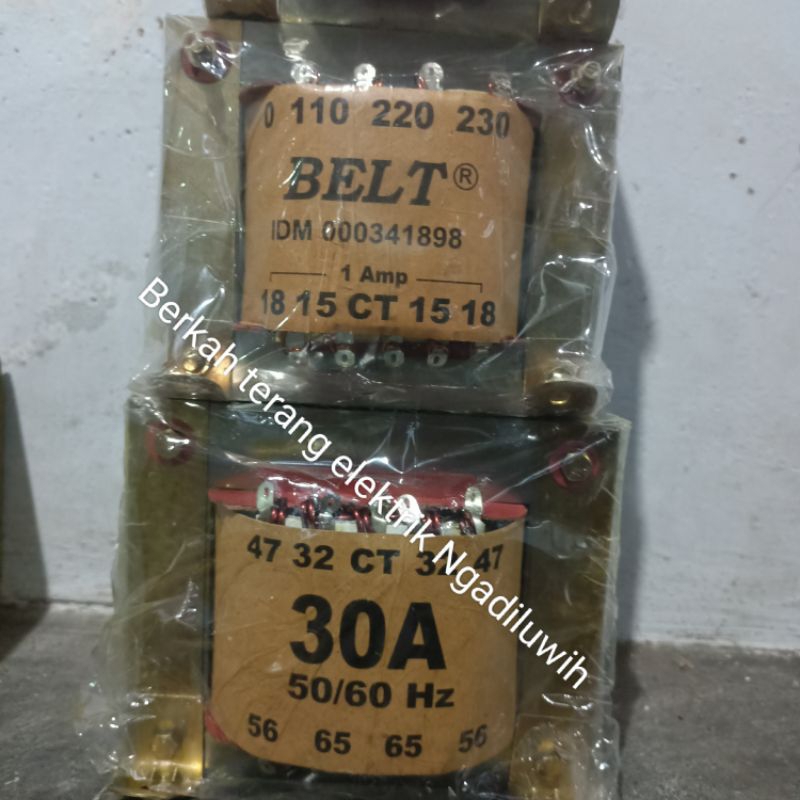 0 110 220 230
BELT®
IDM 000341898
1 Amp
18 15 CT 15 18
Berkah terang elektrik Ngadiluwih
47 32 CT 32 47
30A
50/60 Hz
56 65 65 56